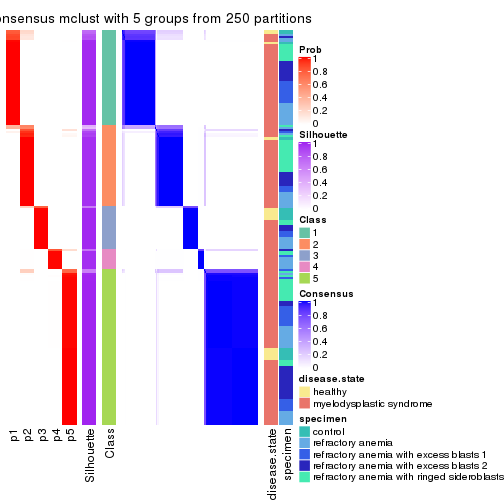 onsensus mclust with 5 groups from 250 partitions
p1
p2
p3
p4
p5
Silhouette
Class
disease.state
specimen
Prob
1
0.8
0.6
0.4
0.2
0
Silhouette
1
0.8
0.6
0.4
0.2
0
Class
1
2
3
4
5
Consensus
1
0.8
0.6
0.4
0.2
0
disease.state
healthy
myelodysplastic syndrome
specimen
control
refractory anemia
refractory anemia with excess blasts 1
refractory anemia with excess blasts 2
refractory anemia with ringed sideroblasts